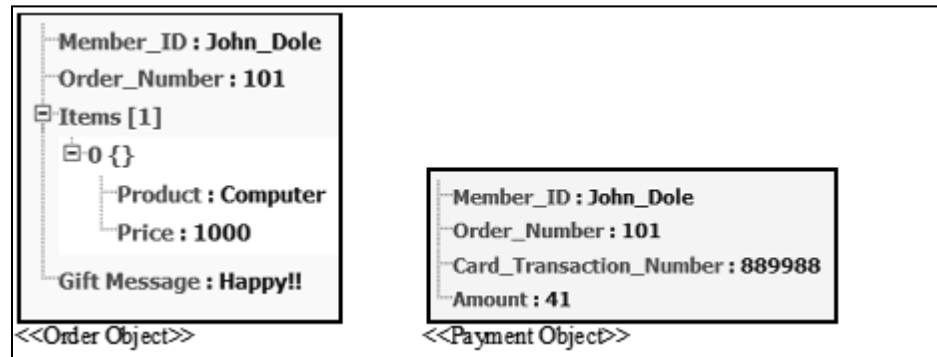 Member_ID : John_Dole
Order_Number : 101
Items [1]
0 {}
Product : Computer
Price : 1000
Gift Message : Happy!!
<<Order Object>>
Member_ID : John_Dole
Order_Number : 101
Card_Transaction_Number : 889988
Amount : 41
<<Payment Object>>